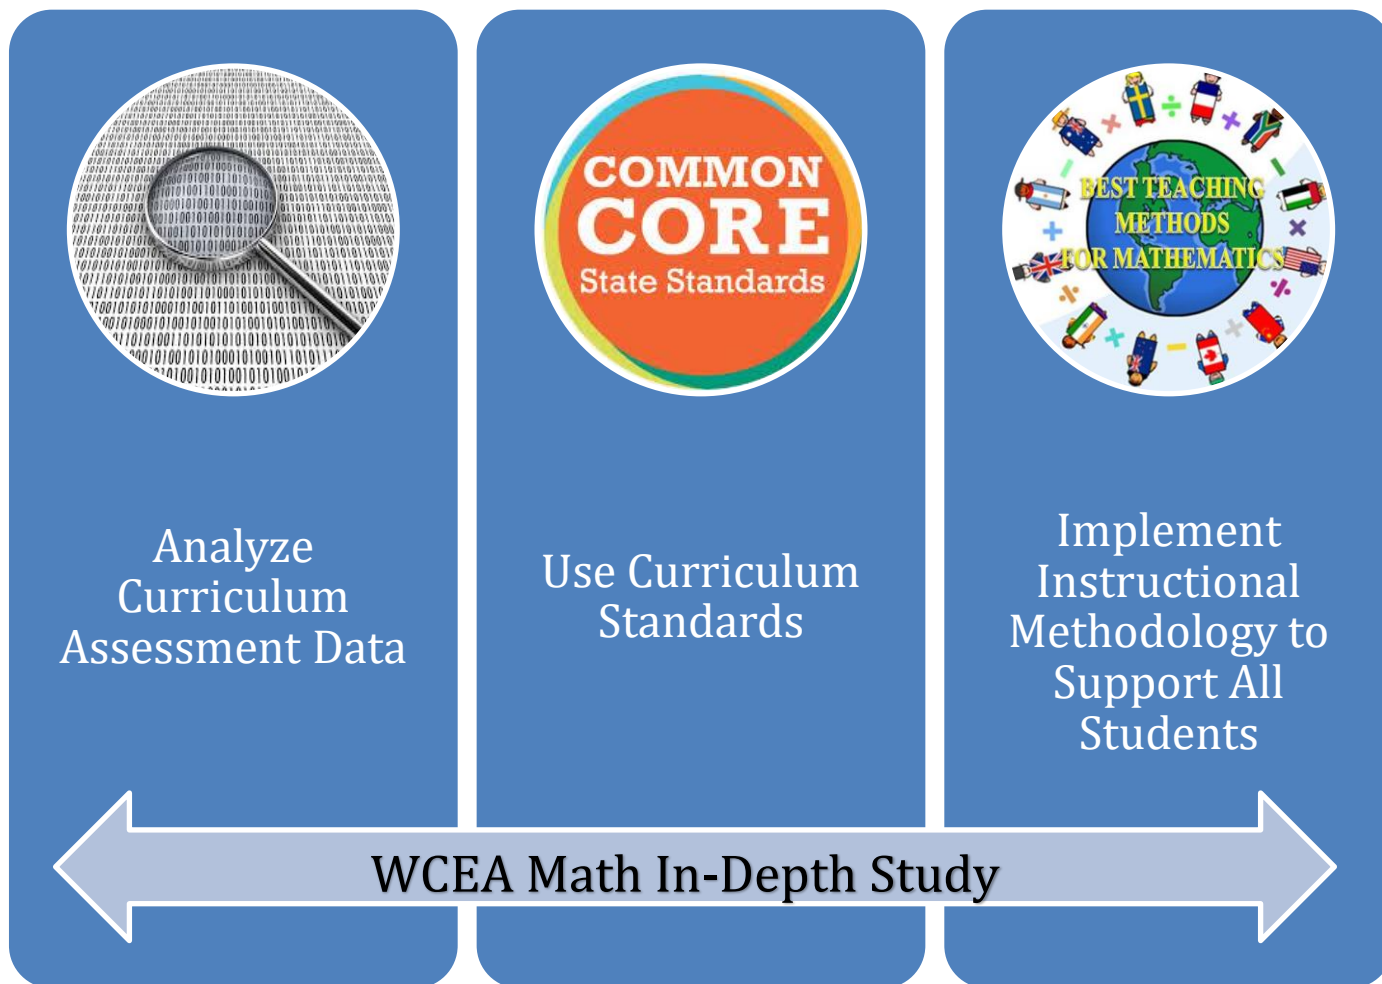 COMMON
CORE
State Standards
BEST TEACHING
METHODS
FOR MATHEMATICS
Analyze
Curriculum
Assessment Data
Use Curriculum
Standards
Implement
Instructional
Methodology to
Support All
Students
WCEA Math In-Depth Study